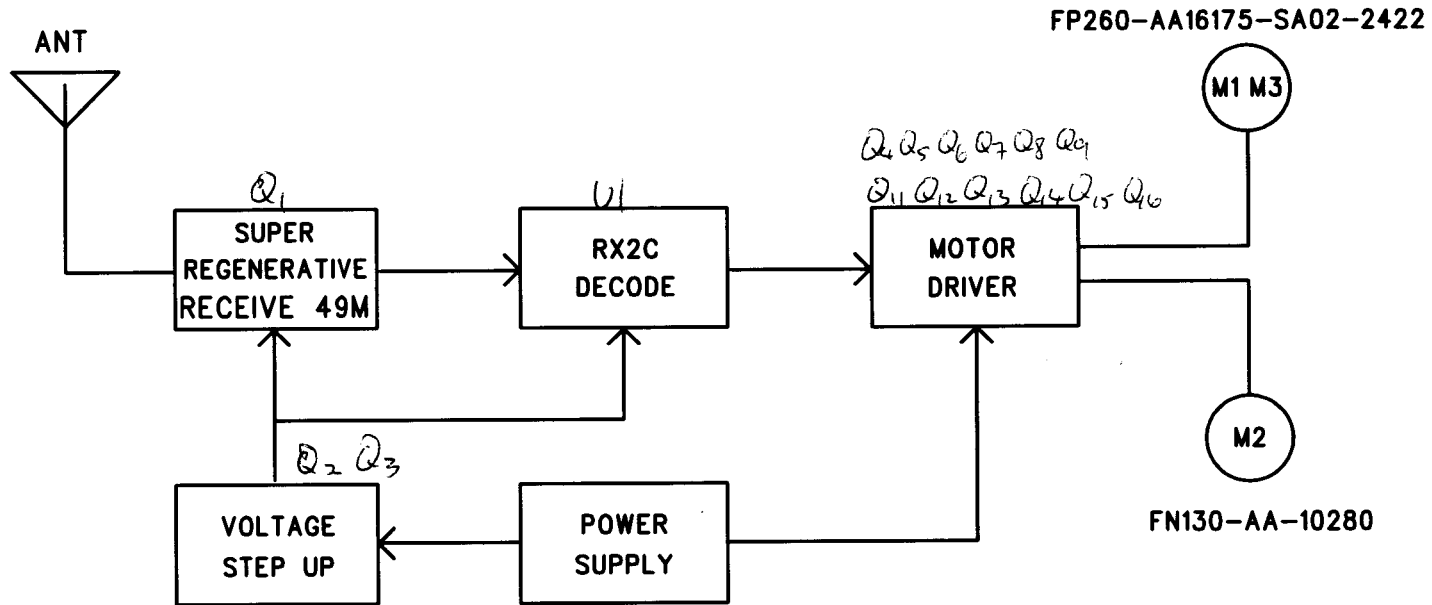 FP260-AA16175-SA02-2422
ANT
M1 M3
Q4 Q5 Q6 Q7 Q8 Q9
Q11 Q12 Q13 Q14 Q15 Q16
Q1
U1
SUPER
REGENERATIVE
RECEIVE 49M
RX2C
DECODE
MOTOR
DRIVER
M2
Q2 Q3
VOLTAGE
STEP UP
POWER
SUPPLY
FN130-AA-10280